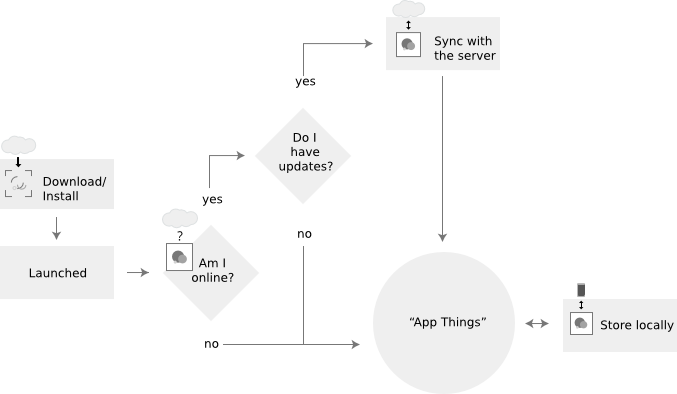 Sync with
the server
yes
Do I
have
updates?
Download/
Install
yes
no
?
Am I
online?
Launched
"App Things"
Store locally
no